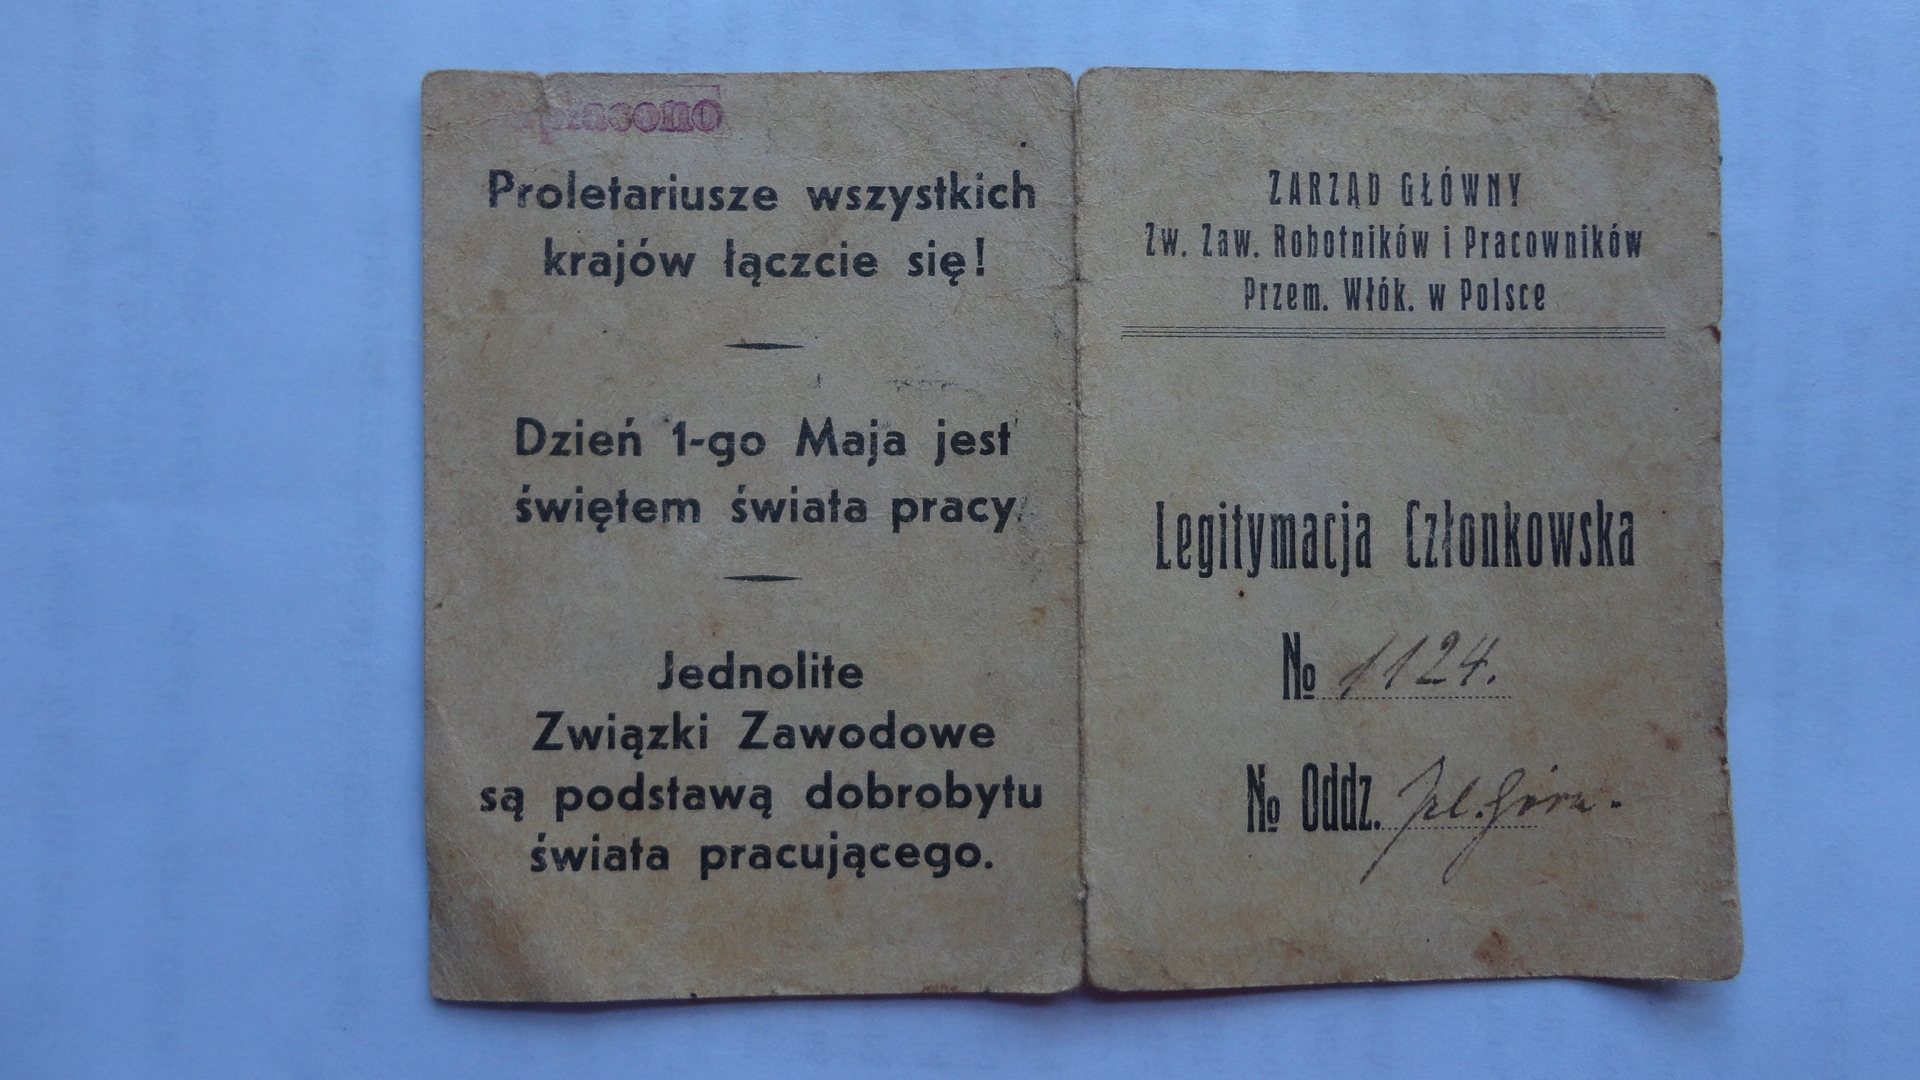 Proletariusze wszystkich
krajów łączcie się!
Dzień 1-go Maja jest
świętem świata pracy
Jednolite
Związki Zawodowe
są podstawą dobrobytu
świata pracującego.
ZARZĄD GŁÓWNY
Zw. Zaw. Robotników i Pracowników
Przem. Włók. w Polsce
Legitymacja Członkowska
№ 1124.
№ Oddz.